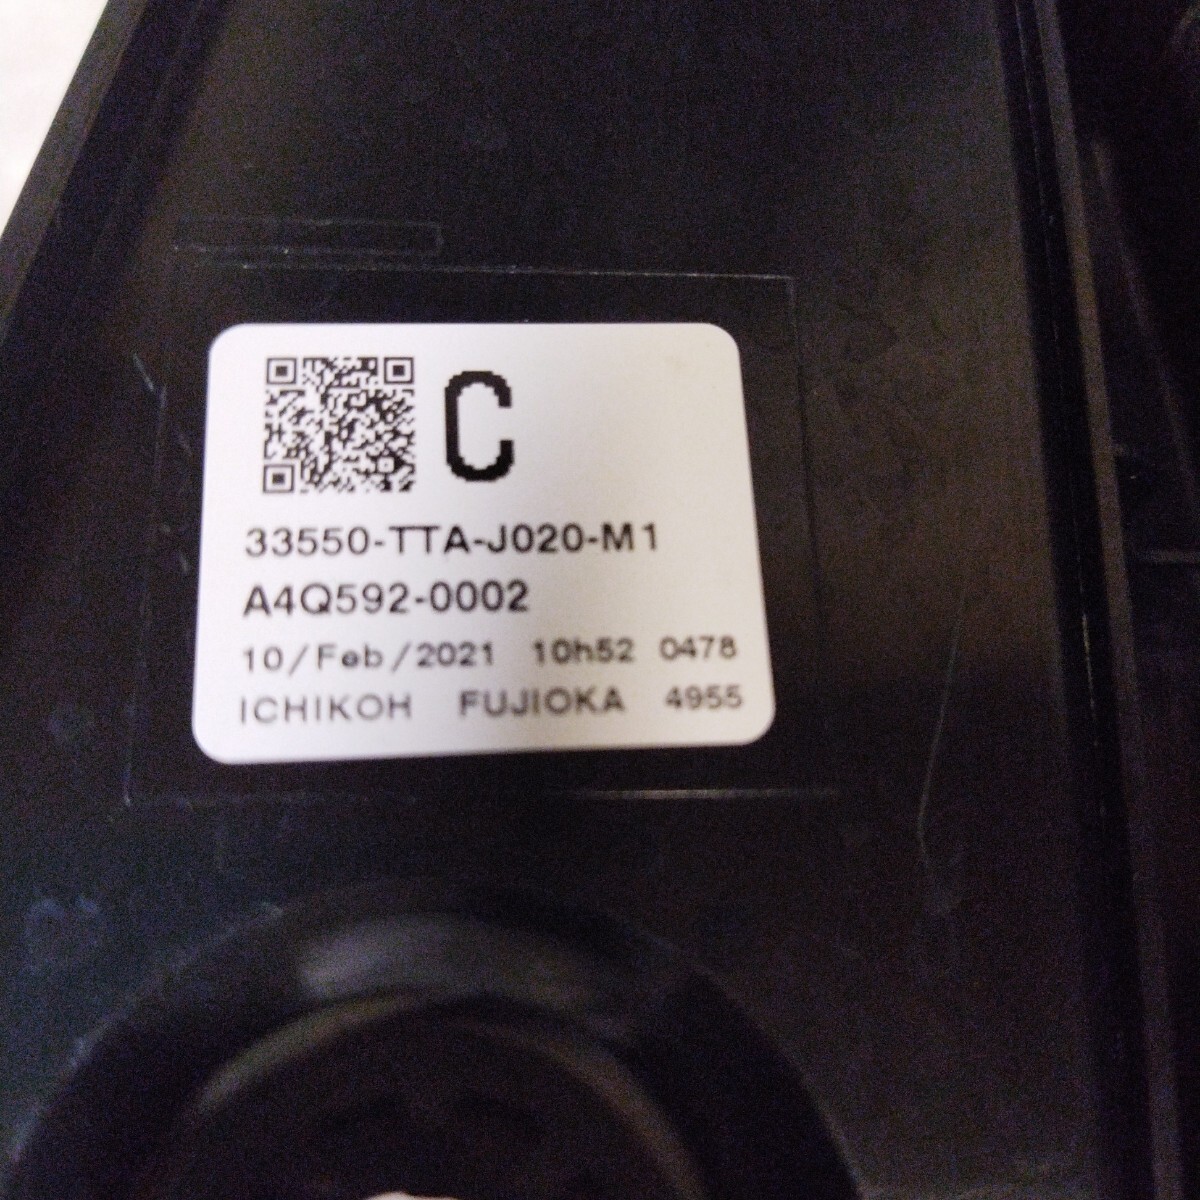 C
33550-TTA-J020-M1
A4Q592-0002
10/Feb/2021 10h52 0478
ICHIKOH FUJIOKA 4955